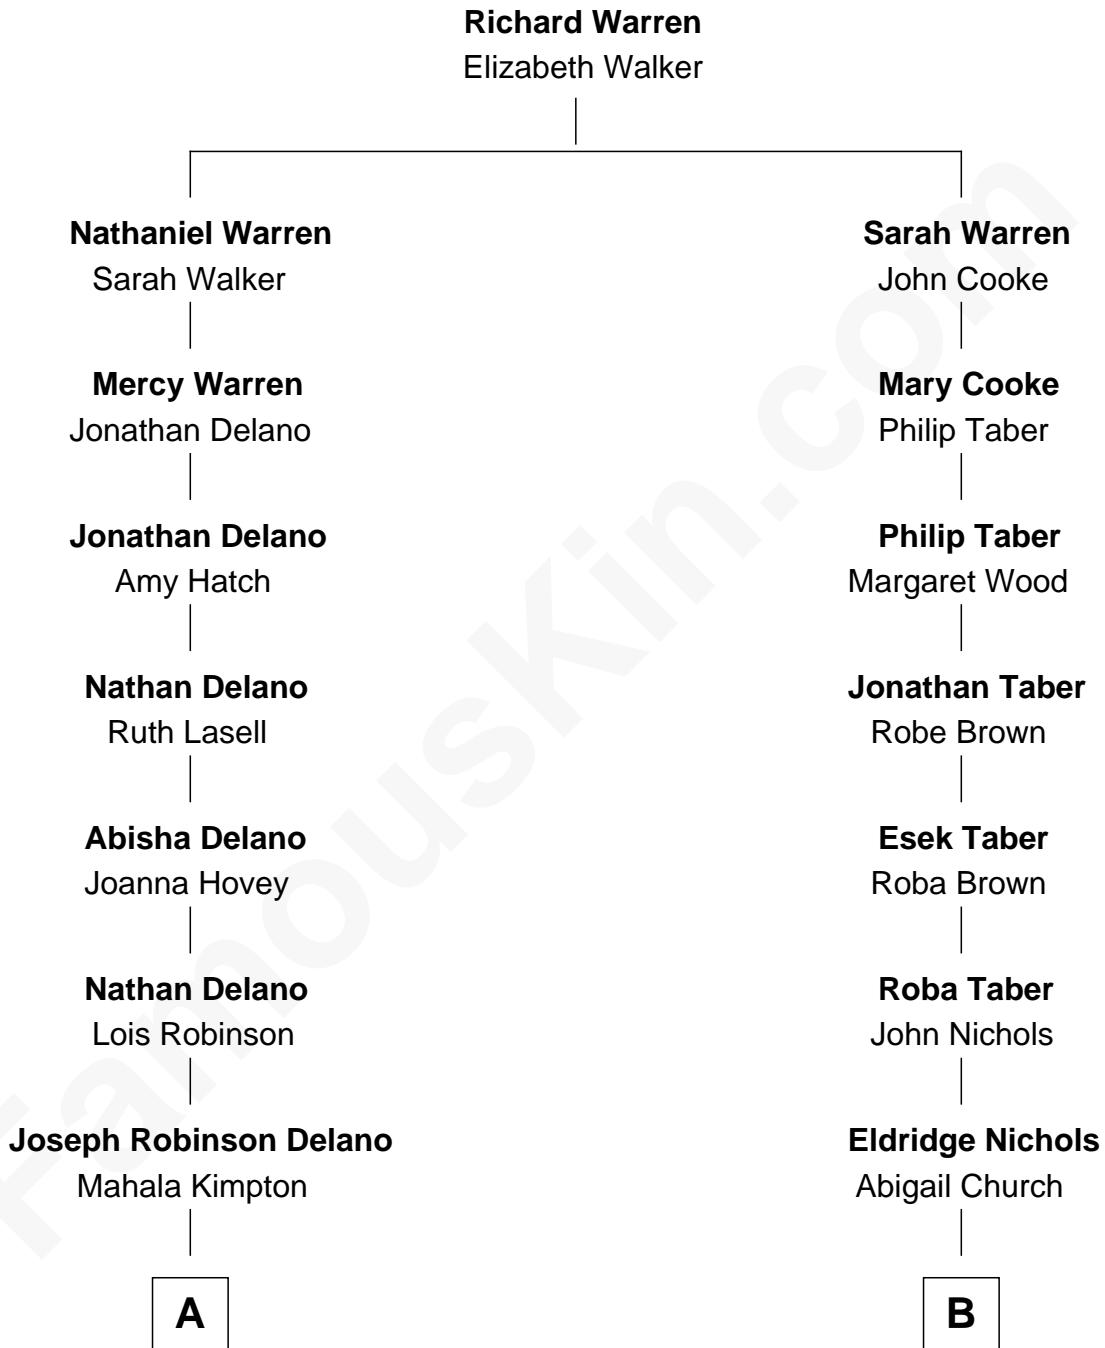 Richard Warren
Elizabeth Walker
Nathaniel Warren
Sarah Walker
Sarah Warren
John Cooke
Mercy Warren
Jonathan Delano
Mary Cooke
Philip Taber
Jonathan Delano
Amy Hatch
Philip Taber
Margaret Wood
Nathan Delano
Ruth Lasell
Jonathan Taber
Robe Brown
Abisha Delano
Joanna Hovey
Esek Taber
Roba Brown
Nathan Delano
Lois Robinson
Roba Taber
John Nichols
Joseph Robinson Delano
Mahala Kimpton
Eldridge Nichols
Abigail Church
A
B
FamousKin.com